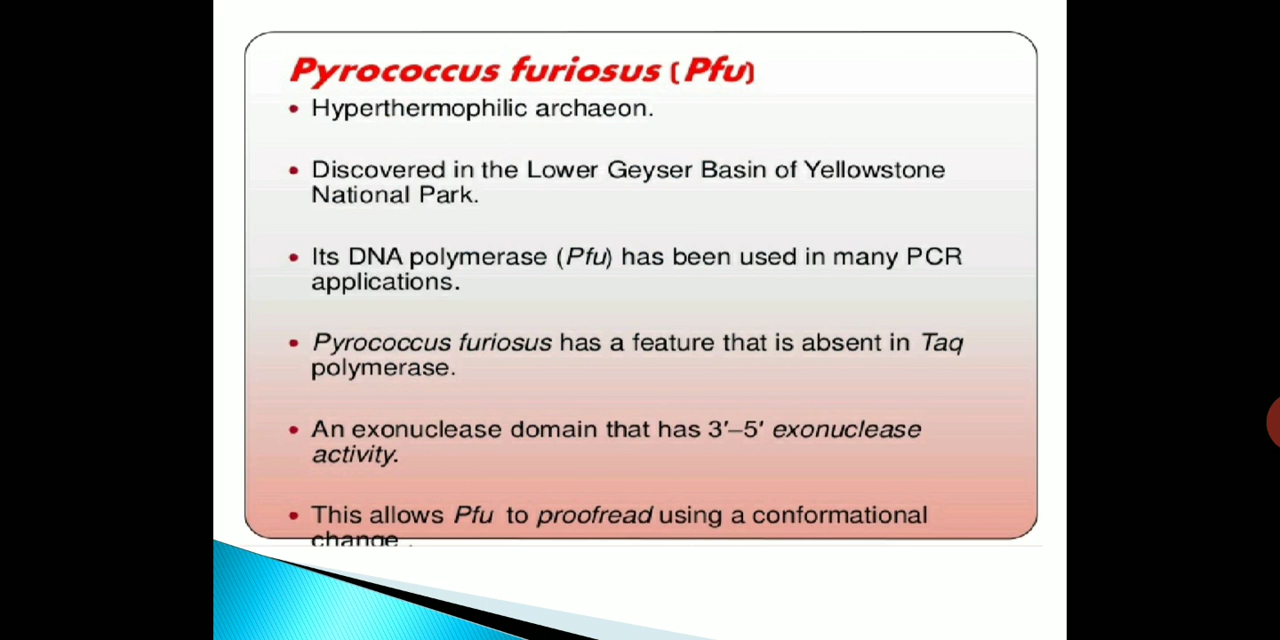 Pyrococcus furiosus (Pfu)
• Hyperthermophilic archaeon.
• Discovered in the Lower Geyser Basin of Yellowstone
National Park.
• Its DNA polymerase (Pfu) has been used in many PCR
applications.
• Pyrococcus furiosus has a feature that is absent in Taq
polymerase.
• An exonuclease domain that has 3′–5′ exonuclease
activity.
• This allows Pfu to proofread using a conformational
change .